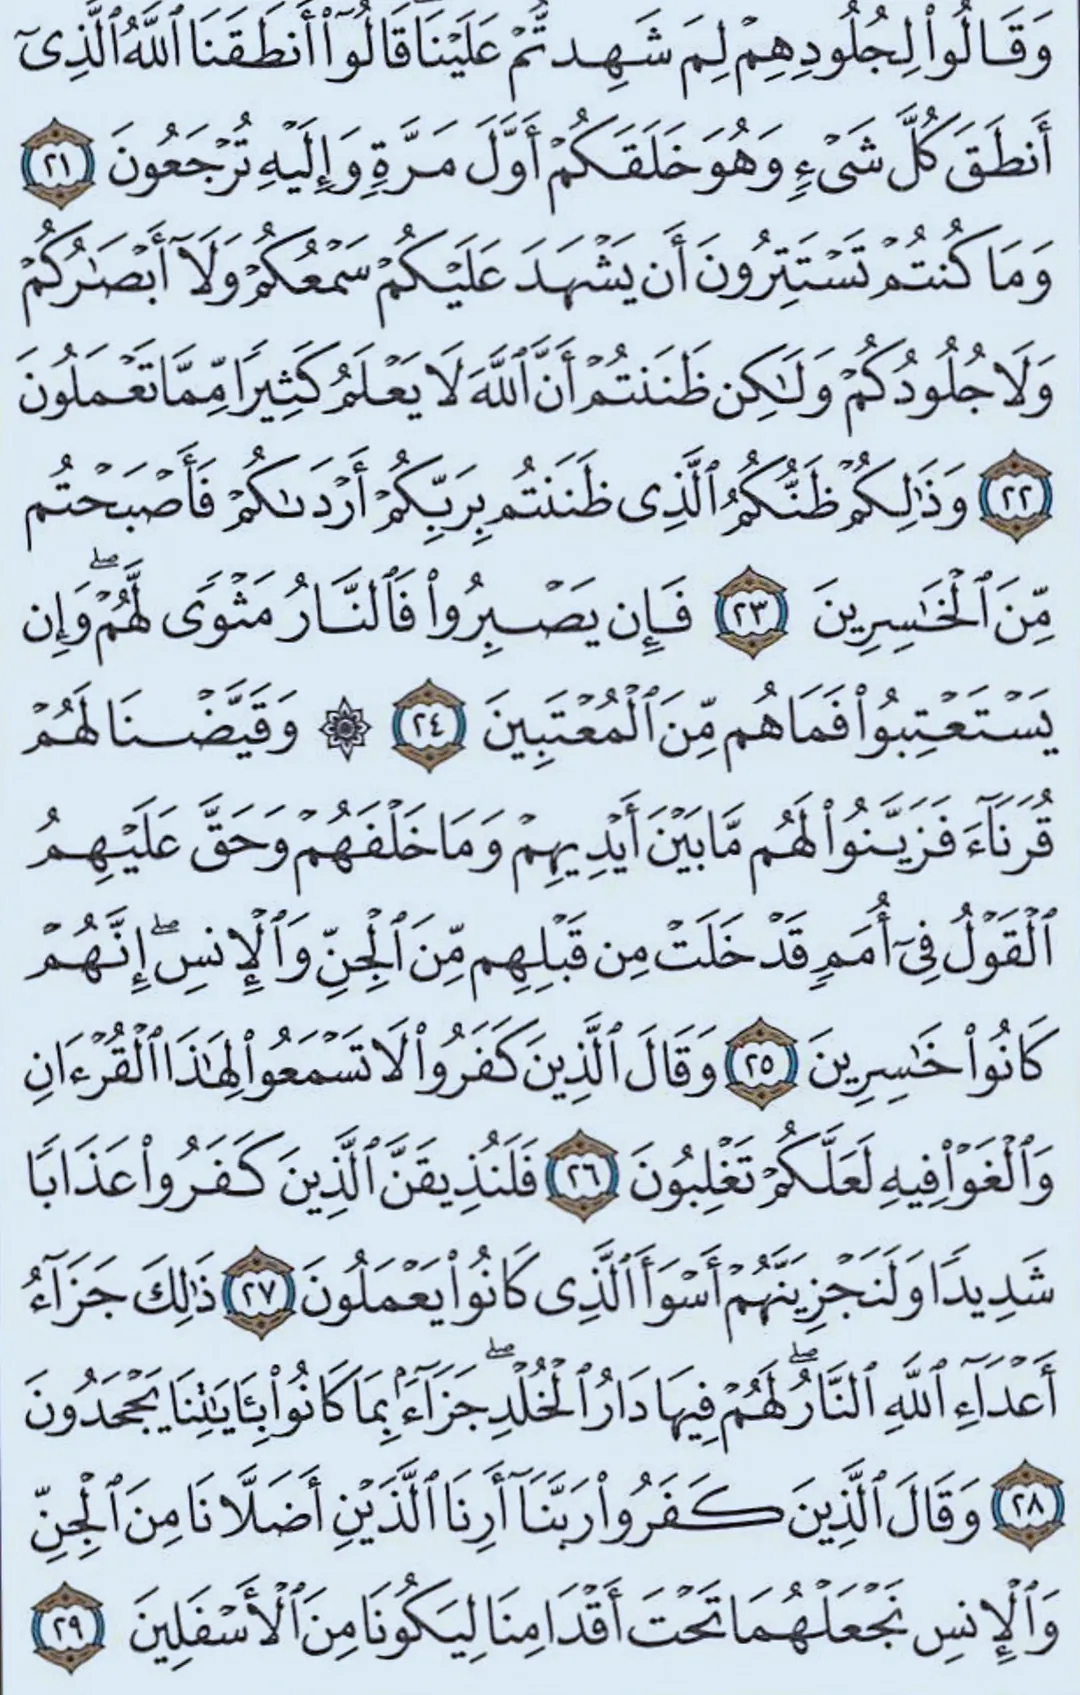 وَقَالُوا۟ لِجُلُودِهِمْ لِمَ شَهِدتُّمْ عَلَيْنَا ۖ قَالُوٓا۟ أَنطَقَنَا ٱللَّهُ ٱلَّذِىٓ
أَنطَقَ كُلَّ شَىْءٍ وَهُوَ خَلَقَكُمْ أَوَّلَ مَرَّةٍ وَإِلَيْهِ تُرْجَعُونَ ٢١
وَمَا كُنتُمْ تَسْتَتِرُونَ أَن يَشْهَدَ عَلَيْكُمْ سَمْعُكُمْ وَلَآ أَبْصَـٰرُكُمْ
وَلَا جُلُودُكُمْ وَلَـٰكِن ظَنَنتُمْ أَنَّ ٱللَّهَ لَا يَعْلَمُ كَثِيرًا مِّمَّا تَعْمَلُونَ
٢٢ وَذَٰلِكُمْ ظَنُّكُمُ ٱلَّذِى ظَنَنتُم بِرَبِّكُمْ أَرْدَىٰكُمْ فَأَصْبَحْتُم
مِّنَ ٱلْخَـٰسِرِينَ ٢٣ فَإِن يَصْبِرُوا۟ فَٱلنَّارُ مَثْوًى لَّهُمْ ۖ وَإِن
يَسْتَعْتِبُوا۟ فَمَا هُم مِّنَ ٱلْمُعْتَبِينَ ٢٤ ۞ وَقَيَّضْنَا لَهُمْ
قُرَنَآءَ فَزَيَّنُوا۟ لَهُم مَّا بَيْنَ أَيْدِيهِمْ وَمَا خَلْفَهُمْ وَحَقَّ عَلَيْهِمُ
ٱلْقَوْلُ فِىٓ أُمَمٍ قَدْ خَلَتْ مِن قَبْلِهِم مِّنَ ٱلْجِنِّ وَٱلْإِنسِ ۖ إِنَّهُمْ
كَانُوا۟ خَـٰسِرِينَ ٢٥ وَقَالَ ٱلَّذِينَ كَفَرُوا۟ لَا تَسْمَعُوا۟ لِهَـٰذَا ٱلْقُرْءَانِ
وَٱلْغَوْا۟ فِيهِ لَعَلَّكُمْ تَغْلِبُونَ ٢٦ فَلَنُذِيقَنَّ ٱلَّذِينَ كَفَرُوا۟ عَذَابًا
شَدِيدًا وَلَنَجْزِيَنَّهُمْ أَسْوَأَ ٱلَّذِى كَانُوا۟ يَعْمَلُونَ ٢٧ ذَٰلِكَ جَزَآءُ
أَعْدَآءِ ٱللَّهِ ٱلنَّارُ ۖ لَهُمْ فِيهَا دَارُ ٱلْخُلْدِ ۖ جَزَآءًۢ بِمَا كَانُوا۟ بِـَٔايَـٰتِنَا يَجْحَدُونَ
٢٨ وَقَالَ ٱلَّذِينَ كَفَرُوا۟ رَبَّنَآ أَرِنَا ٱلَّذَيْنِ أَضَلَّانَا مِنَ ٱلْجِنِّ
وَٱلْإِنسِ نَجْعَلْهُمَا تَحْتَ أَقْدَامِنَا لِيَكُونَا مِنَ ٱلْأَسْفَلِينَ ٢٩